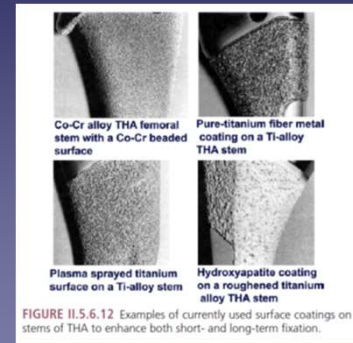 Co-Cr alloy THA femoral
stem with a Co-Cr beaded
surface
Pure-titanium fiber metal
coating on a Ti-alloy
THA stem
Plasma sprayed titanium
surface on a Ti-alloy stem
Hydroxyapatite coating
on a roughened titanium
alloy THA stem
FIGURE II.5.6.12 Examples of currently used surface coatings on
stems of THA to enhance both short- and long-term fixation.